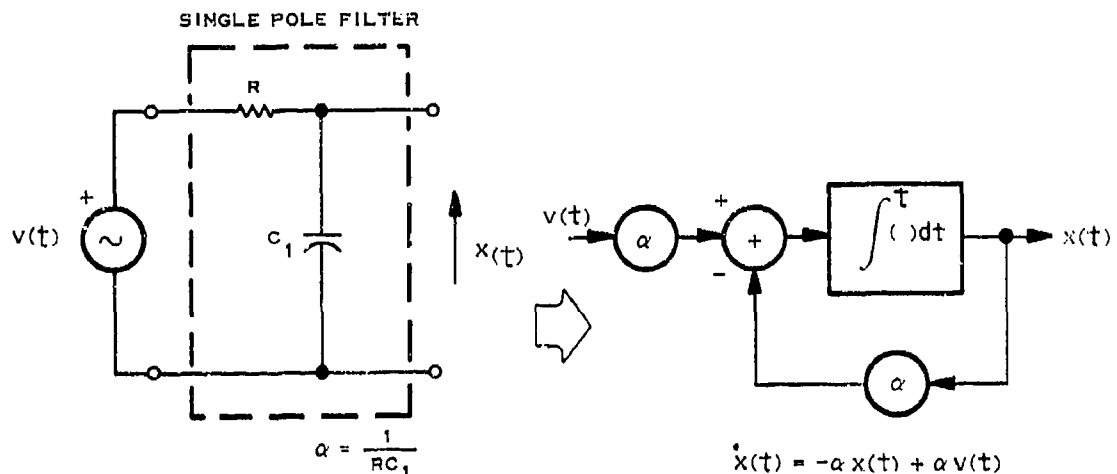 SINGLE POLE FILTER
R
+
v(t)
~
C₁
x(t)
α = 1/RC₁
v(t)
α
+
+
-
∫^t ( )dt
x(t)
α
ẋ(t) = -α x(t) + α v(t)